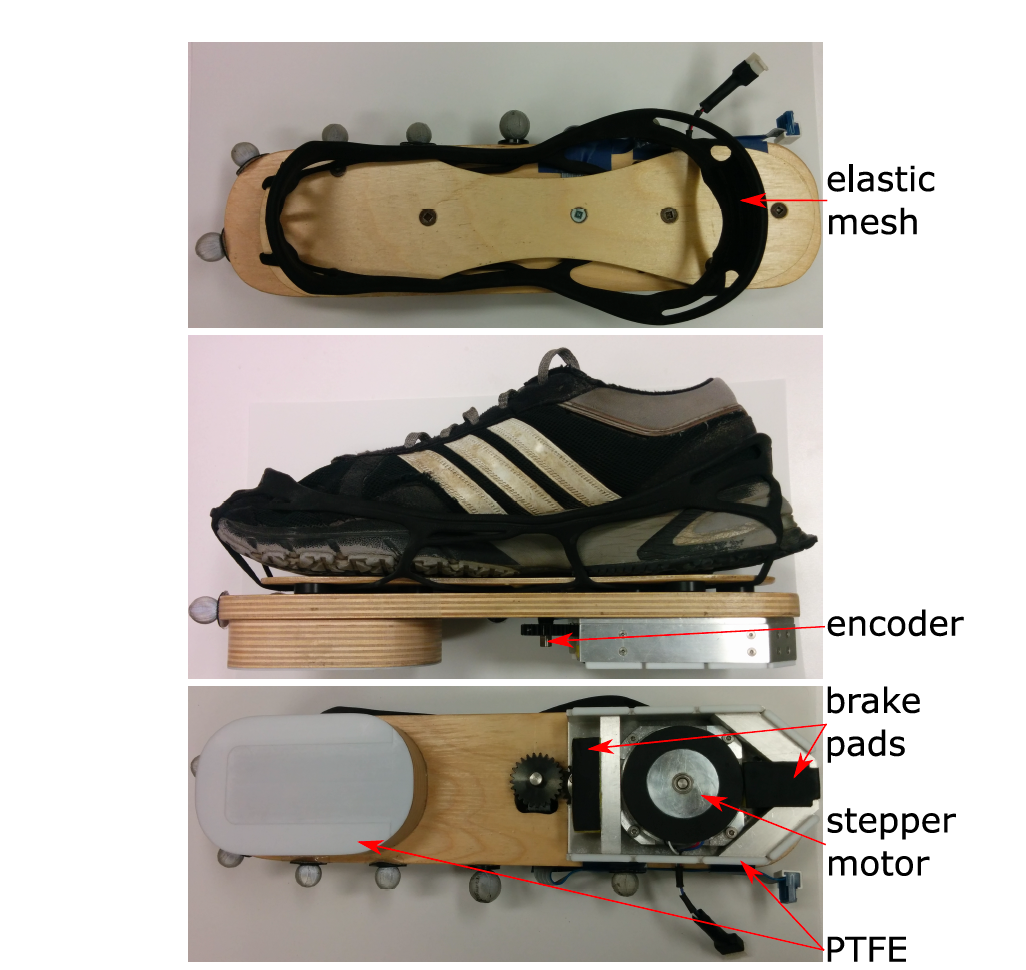 elastic
mesh
encoder
brake
pads
stepper
motor
PTFE